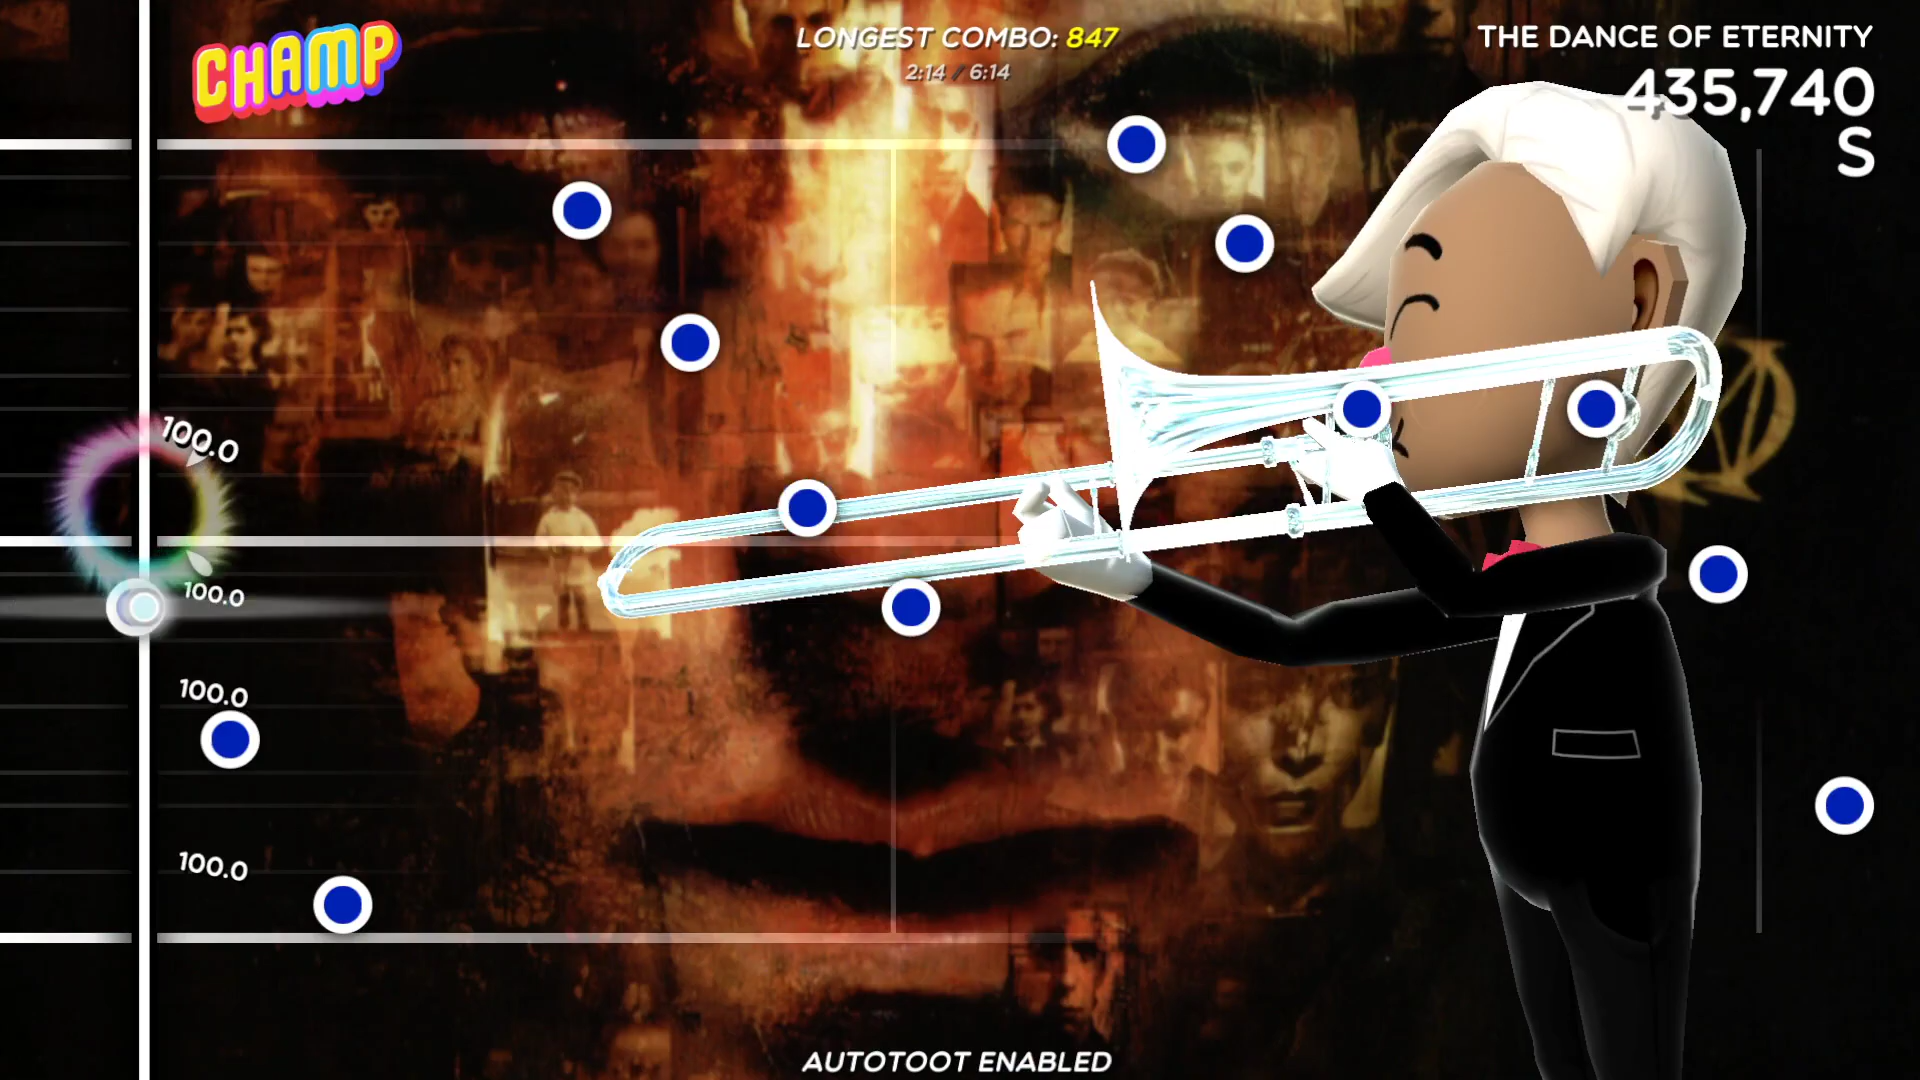 CHAMP
LONGEST COMBO: 847
2:14 / 6:14
THE DANCE OF ETERNITY
435,740
S
100.0
100.0
100.0
100.0
AUTOTOOT ENABLED